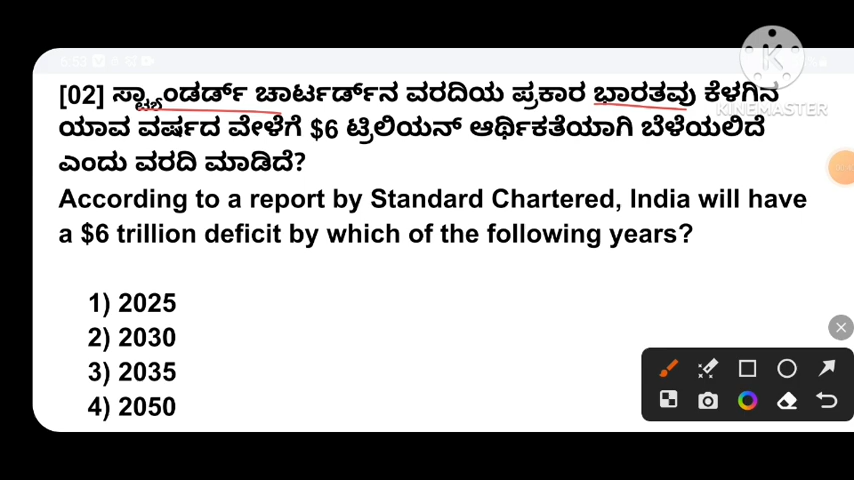 6:53
KINEMASTER
[02] ಸ್ಟ್ಯಾಂಡರ್ಡ್ ಚಾರ್ಟರ್ಡ್‌ನ ವರದಿಯ ಪ್ರಕಾರ ಭಾರತವು ಕೆಳಗಿನ
ಯಾವ ವರ್ಷದ ವೇಳೆಗೆ $6 ಟ್ರಿಲಿಯನ್ ಆರ್ಥಿಕತೆಯಾಗಿ ಬೆಳೆಯಲಿದೆ
ಎಂದು ವರದಿ ಮಾಡಿದೆ?
According to a report by Standard Chartered, India will have
a $6 trillion deficit by which of the following years?
1) 2025
2) 2030
3) 2035
4) 2050